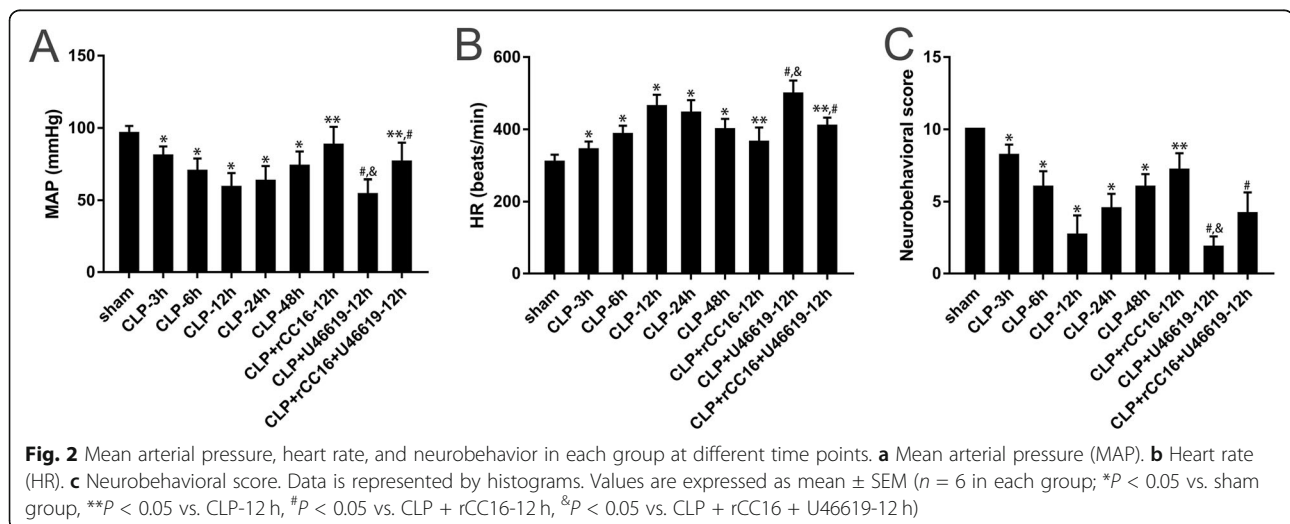 A
MAP (mmHg)
150
100
50
0
*
*
*
*
*
**
#,&
**,#
sham
CLP-3h
CLP-6h
CLP-12h
CLP-24h
CLP-48h
CLP+rCC16-12h
CLP+U46619-12h
CLP+rCC16+U46619-12h
B
HR (beats/min)
600
400
200
0
*
*
*
*
*
**
#,&
**,#
sham
CLP-3h
CLP-6h
CLP-12h
CLP-24h
CLP-48h
CLP+rCC16-12h
CLP+U46619-12h
CLP+rCC16+U46619-12h
C
Neurobehavioral score
15
10
5
0
*
*
*
*
*
**
#,&
#
sham
CLP-3h
CLP-6h
CLP-12h
CLP-24h
CLP-48h
CLP+rCC16-12h
CLP+U46619-12h
CLP+rCC16+U46619-12h
Fig. 2 Mean arterial pressure, heart rate, and neurobehavior in each group at different time points. a Mean arterial pressure (MAP). b Heart rate
(HR). c Neurobehavioral score. Data is represented by histograms. Values are expressed as mean ± SEM (n = 6 in each group; *P < 0.05 vs. sham
group, **P < 0.05 vs. CLP-12 h, #P < 0.05 vs. CLP + rCC16-12 h, &P < 0.05 vs. CLP + rCC16 + U46619-12 h)